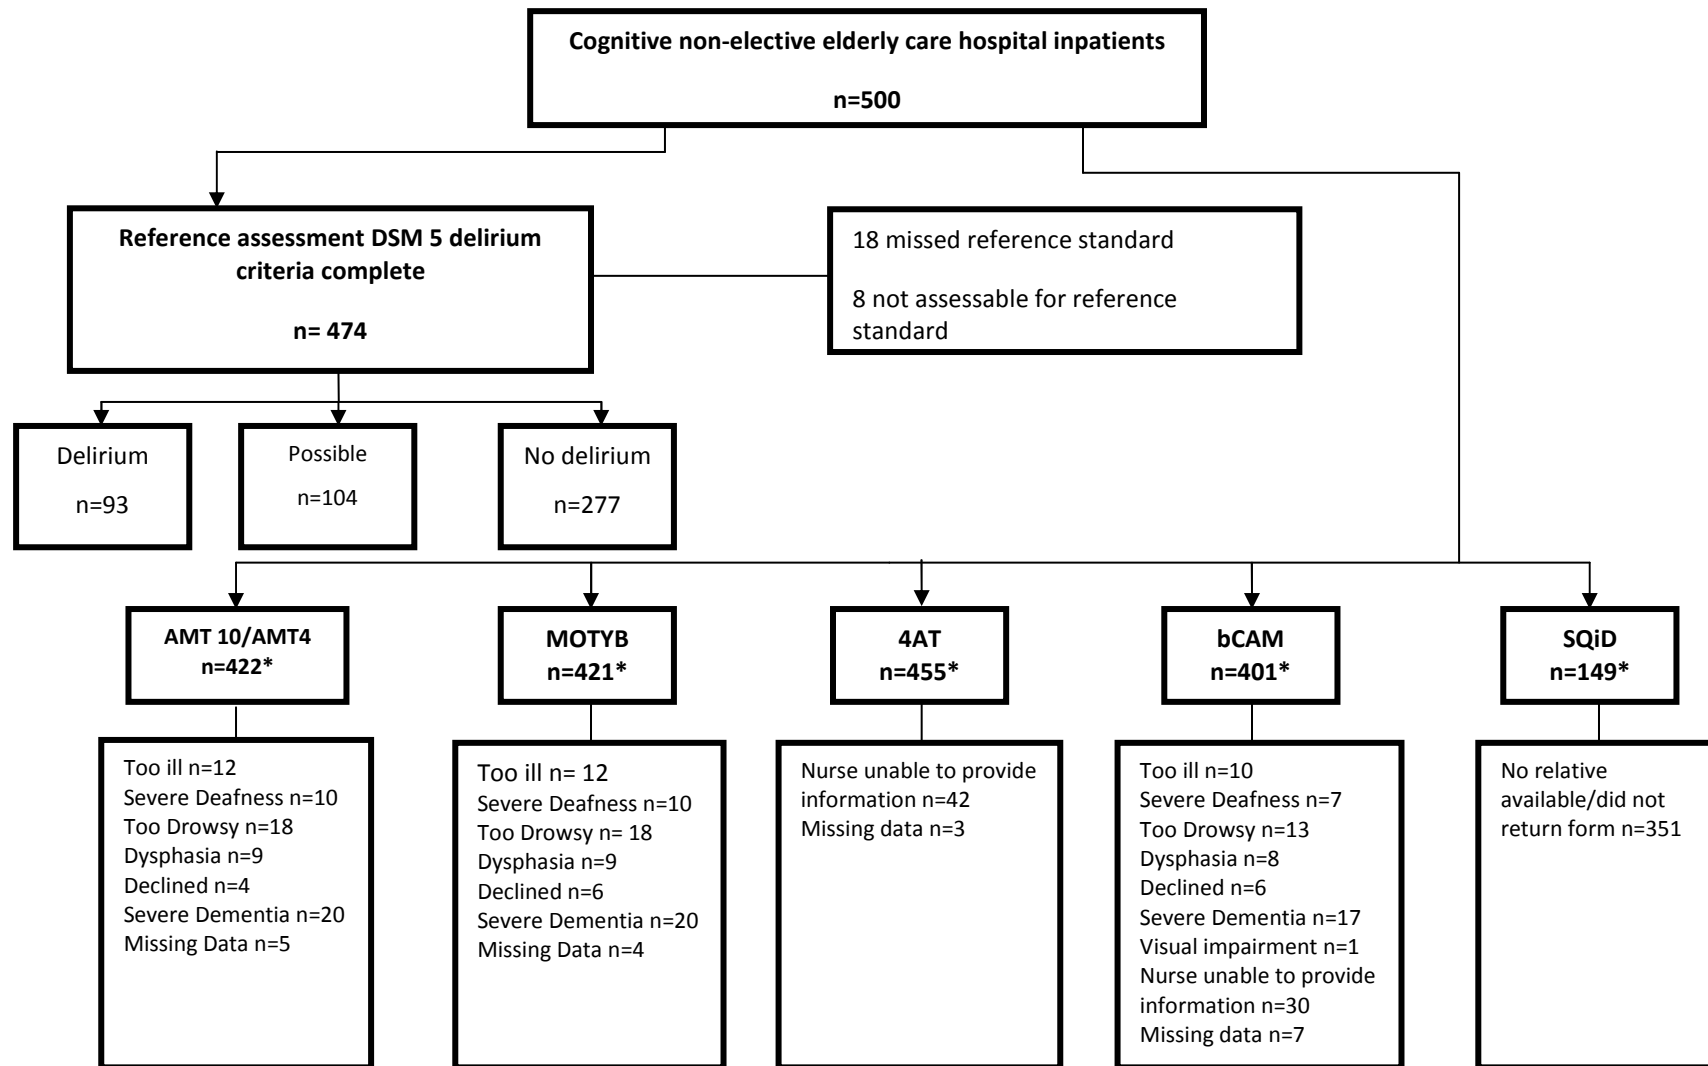 Cognitive non-elective elderly care hospital inpatients
n=500
Reference assessment DSM 5 delirium
criteria complete
n= 474
18 missed reference standard
8 not assessable for reference
standard
Delirium
n=93
Possible
n=104
No delirium
n=277
AMT 10/AMT4
n=422*
MOTYB
n=421*
4AT
n=455*
bCAM
n=401*
SQiD
n=149*
Too ill n=12
Severe Deafness n=10
Too Drowsy n=18
Dysphasia n=9
Declined n=4
Severe Dementia n=20
Missing Data n=5
Too ill n= 12
Severe Deafness n=10
Too Drowsy n= 18
Dysphasia n=9
Declined n=6
Severe Dementia n=20
Missing Data n=4
Nurse unable to provide
information n=42
Missing data n=3
Too ill n=10
Severe Deafness n=7
Too Drowsy n=13
Dysphasia n=8
Declined n=6
Severe Dementia n=17
Visual impairment n=1
Nurse unable to provide
information n=30
Missing data n=7
No relative
available/did not
return form n=351